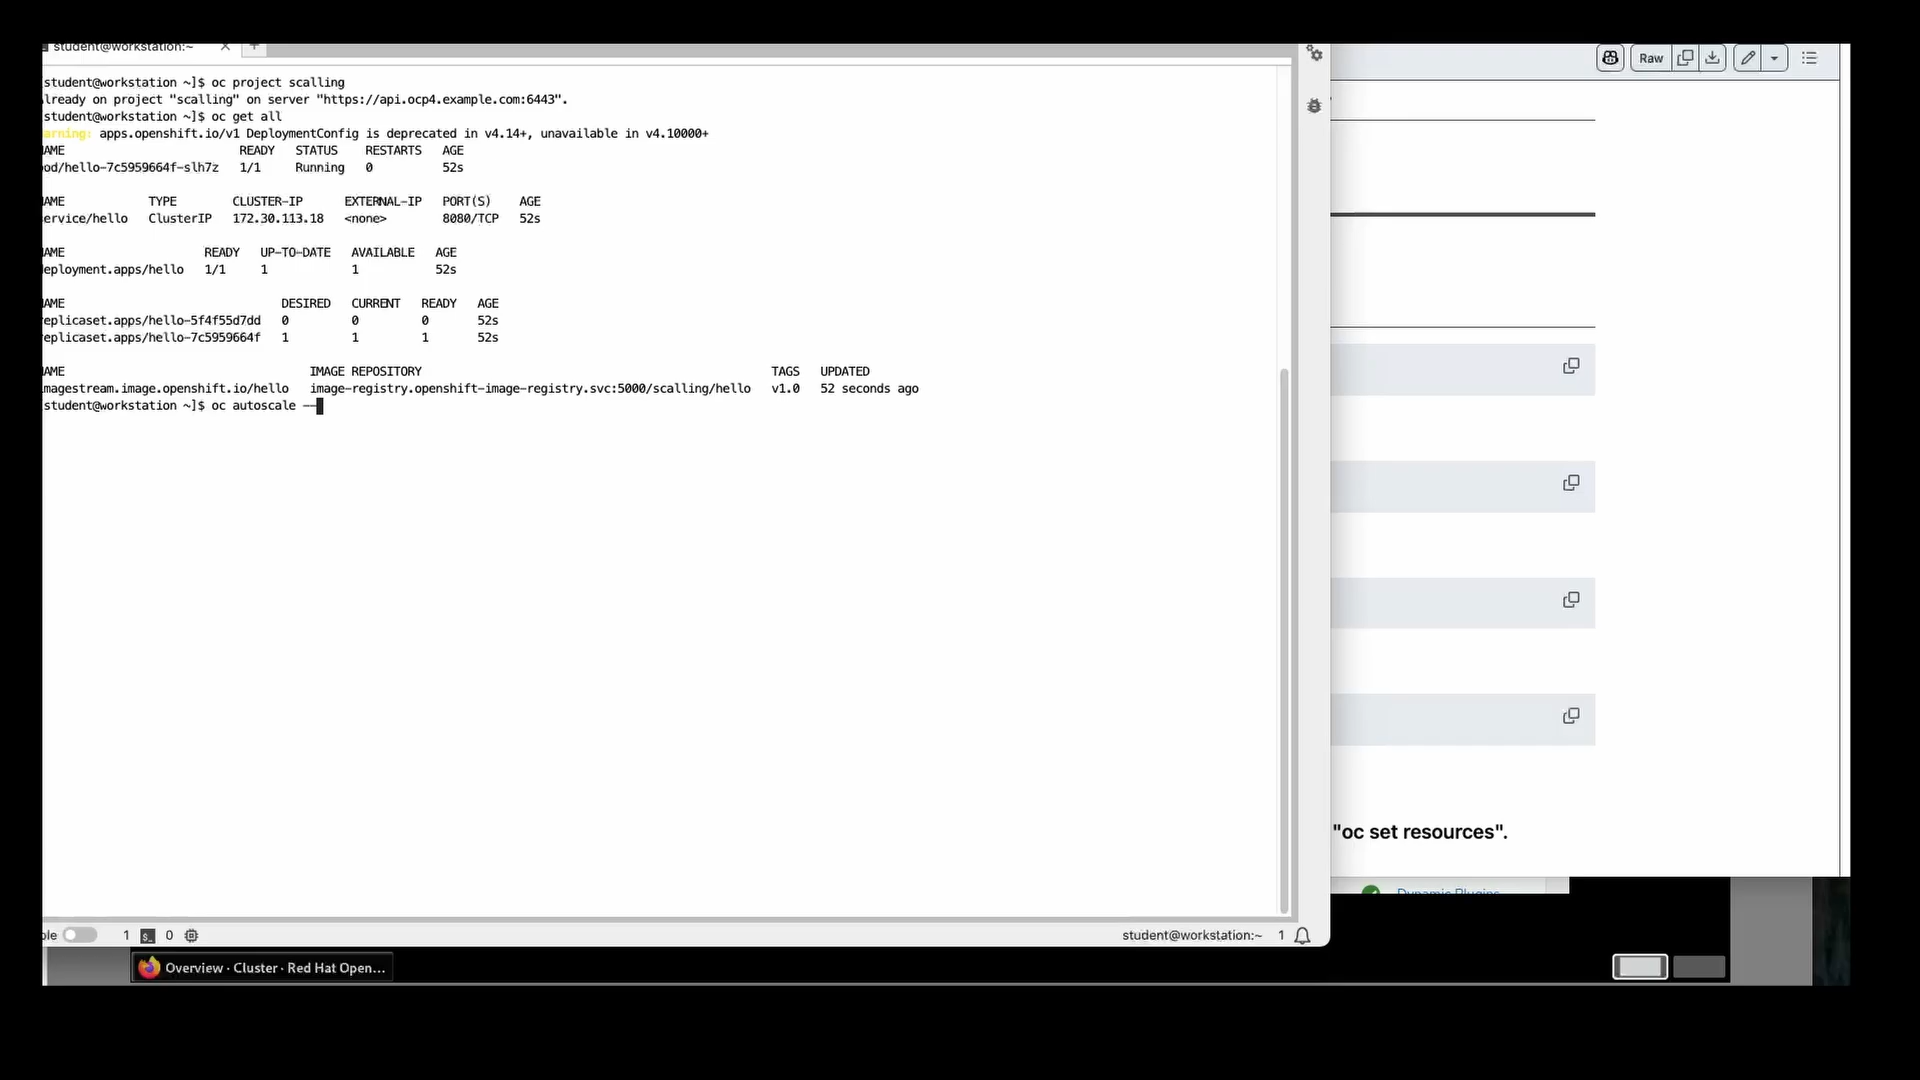 student@workstation:~
Raw
student@workstation ~]$ oc project scalling
lready on project "scalling" on server "https://api.ocp4.example.com:6443".
student@workstation ~]$ oc get all
arning: apps.openshift.io/v1 DeploymentConfig is deprecated in v4.14+, unavailable in v4.10000+
AME READY STATUS RESTARTS AGE
od/hello-7c5959664f-slh7z 1/1 Running 0 52s
AME TYPE CLUSTER-IP EXTERNAL-IP PORT(S) AGE
ervice/hello ClusterIP 172.30.113.18 <none> 8080/TCP 52s
AME READY UP-TO-DATE AVAILABLE AGE
eployment.apps/hello 1/1 1 1 52s
AME DESIRED CURRENT READY AGE
eplicaset.apps/hello-5f4f55d7dd 0 0 0 52s
eplicaset.apps/hello-7c5959664f 1 1 1 52s
AME IMAGE REPOSITORY TAGS UPDATED
magestream.image.openshift.io/hello image-registry.openshift-image-registry.svc:5000/scalling/hello v1.0 52 seconds ago
student@workstation ~]$ oc autoscale --
"oc set resources".
Dynamic Plugins
ple 1 0 student@workstation:~ 1
Overview · Cluster · Red Hat Open...